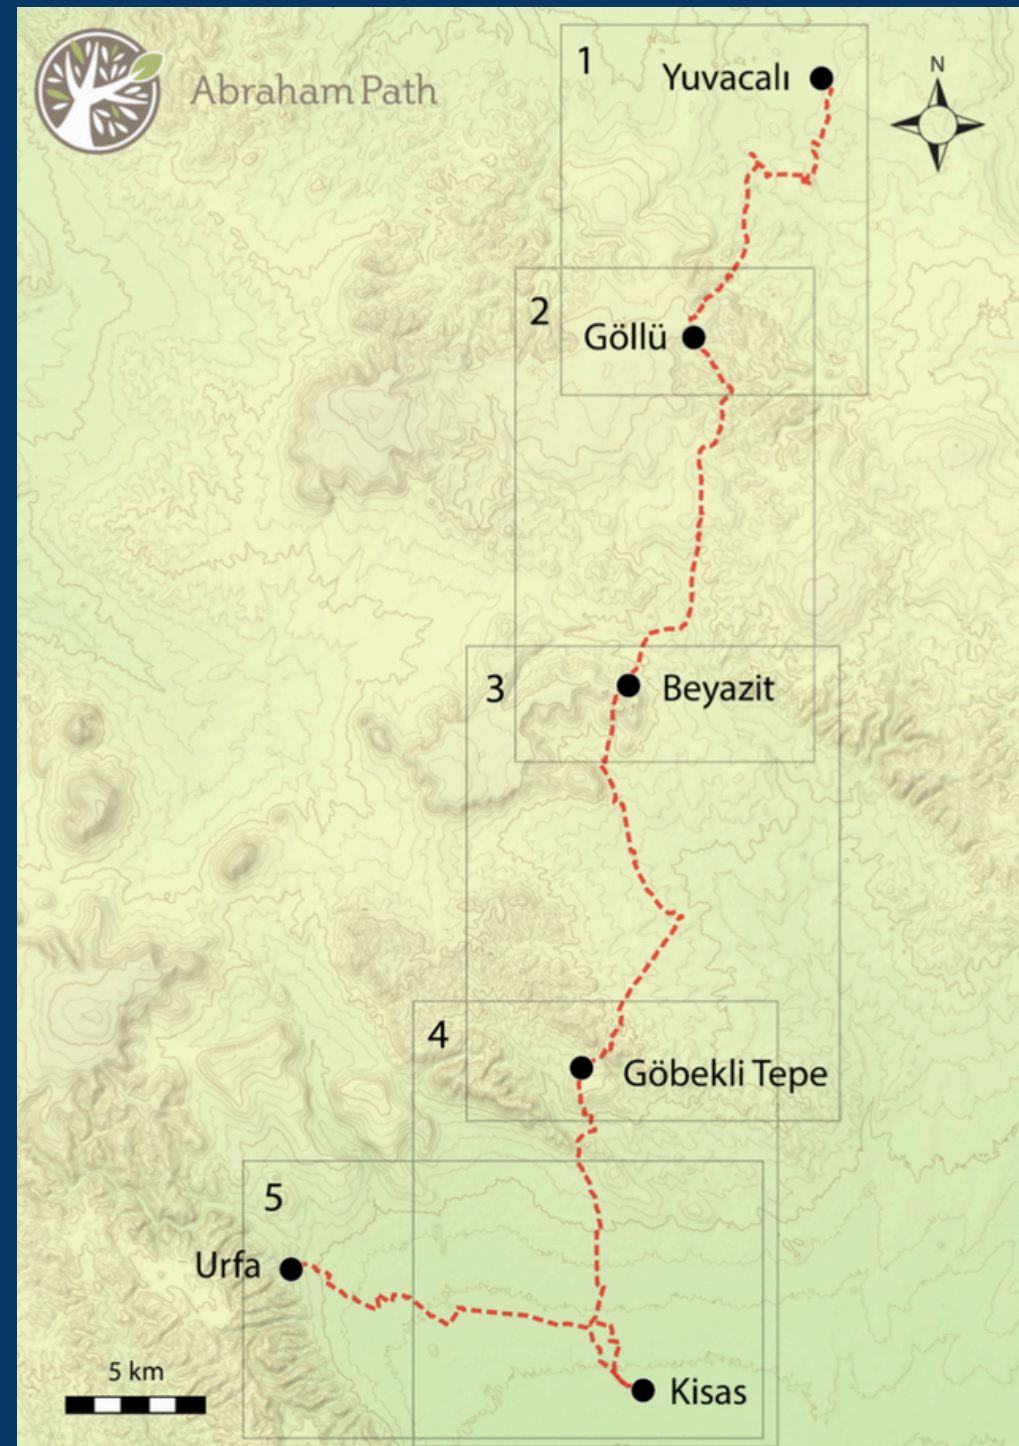 Abraham Path
1
Yuvacalı
N
2
Göllü
3
Beyazit
4
Göbekli Tepe
5
Urfa
5 km
Kisas